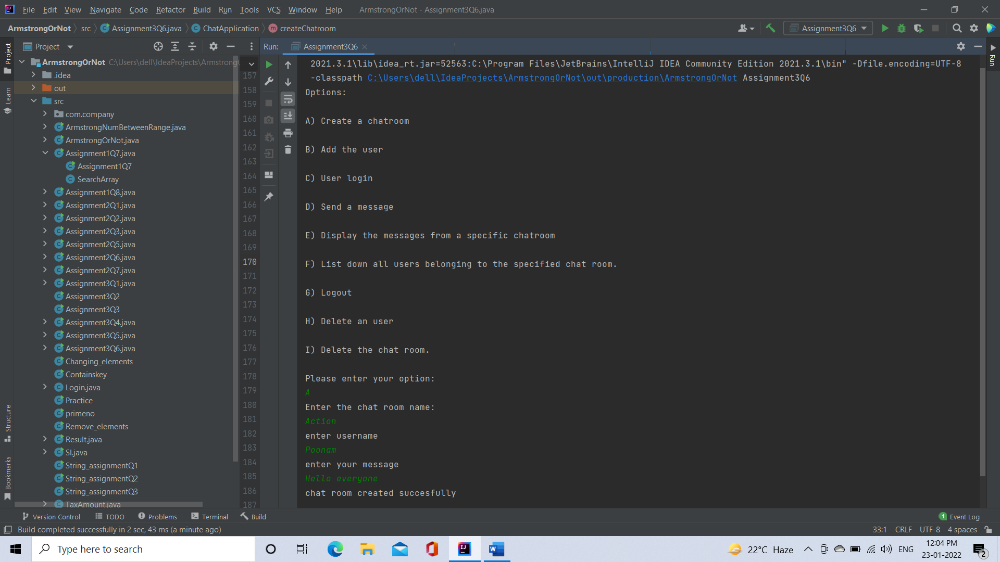 File Edit View Navigate Code Refactor Build Run Tools VCS Window Help ArmstrongOrNot - Assignment3Q6.java
ArmstrongOrNot src Assignment3Q6.java ChatApplication createChatroom Assignment3Q6
Project
Run: Assignment3Q6
ArmstrongOrNot C:\Users\dell\IdeaProjects\Armstrong
.idea
out
src
com.company
ArmstrongNumBetweenRange.java
ArmstrongOrNot.java
Assignment1Q7.java
Assignment1Q7
SearchArray
Assignment1Q8.java
Assignment2Q1.java
Assignment2Q2.java
Assignment2Q3.java
Assignment2Q5.java
Assignment2Q6.java
Assignment2Q7.java
Assignment3Q1.java
Assignment3Q2
Assignment3Q3
Assignment3Q4.java
Assignment3Q5.java
Assignment3Q6.java
Changing_elements
Containskey
Login.java
Practice
primeno
Remove_elements
Result.java
SI.java
String_assignmentQ1
String_assignmentQ2
String_assignmentQ3
TaxAmount.java
157
158
159
160
161
162
163
164
165
166
167
168
169
170
171
172
173
174
175
176
177
178
179
180
181
182
183
184
185
186
187
2021.3.1\lib\idea_rt.jar=52563:C:\Program Files\JetBrains\IntelliJ IDEA Community Edition 2021.3.1\bin" -Dfile.encoding=UTF-8
-classpath C:\Users\dell\IdeaProjects\ArmstrongOrNot\out\production\ArmstrongOrNot Assignment3Q6
Options:
A) Create a chatroom
B) Add the user
C) User login
D) Send a message
E) Display the messages from a specific chatroom
F) List down all users belonging to the specified chat room.
G) Logout
H) Delete an user
I) Delete the chat room.
Please enter your option:
A
Enter the chat room name:
Action
enter username
Poonam
enter your message
Hello everyone
chat room created succesfully
Project
Learn
Structure
Bookmarks
Run
Version Control TODO Problems Terminal Build 1 Event Log
Build completed successfully in 2 sec, 43 ms (a minute ago) 33:1 CRLF UTF-8 4 spaces
Type here to search 22°C Haze ENG 12:04 PM
23-01-2022 2